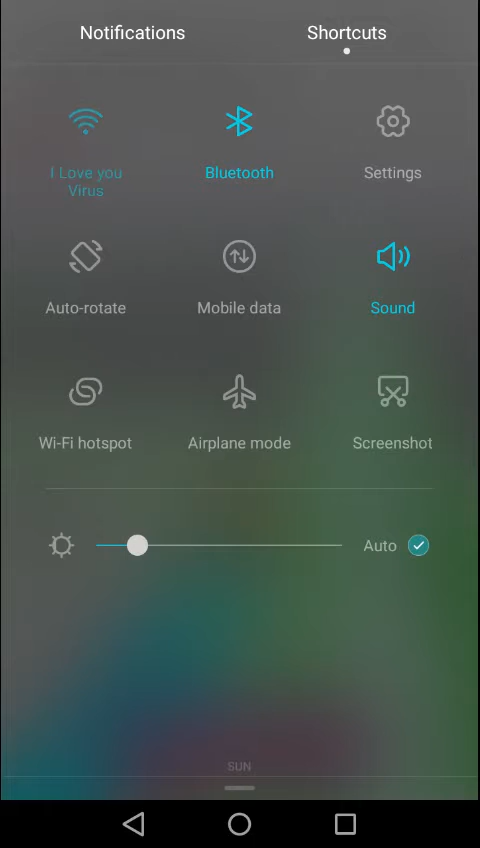 Notifications
Shortcuts
I Love you
Virus
Bluetooth
Settings
Auto-rotate
Mobile data
Sound
Wi-Fi hotspot
Airplane mode
Screenshot
Auto
SUN